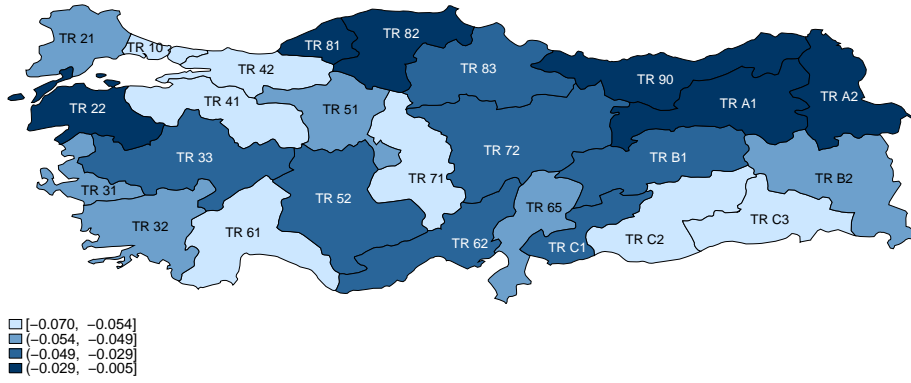 TR 82
TR 21
TR 10
TR 81
TR 42
TR 83
TR 90
TR A2
TR 22
TR 41
TR 51
TR A1
TR 33
TR 72
TR B1
TR 31
TR 71
TR B2
TR 52
TR 65
TR 32
TR 61
TR 62
TR C1
TR C2
TR C3
[−0.070, −0.054]
(−0.054, −0.049]
(−0.049, −0.029]
(−0.029, −0.005]